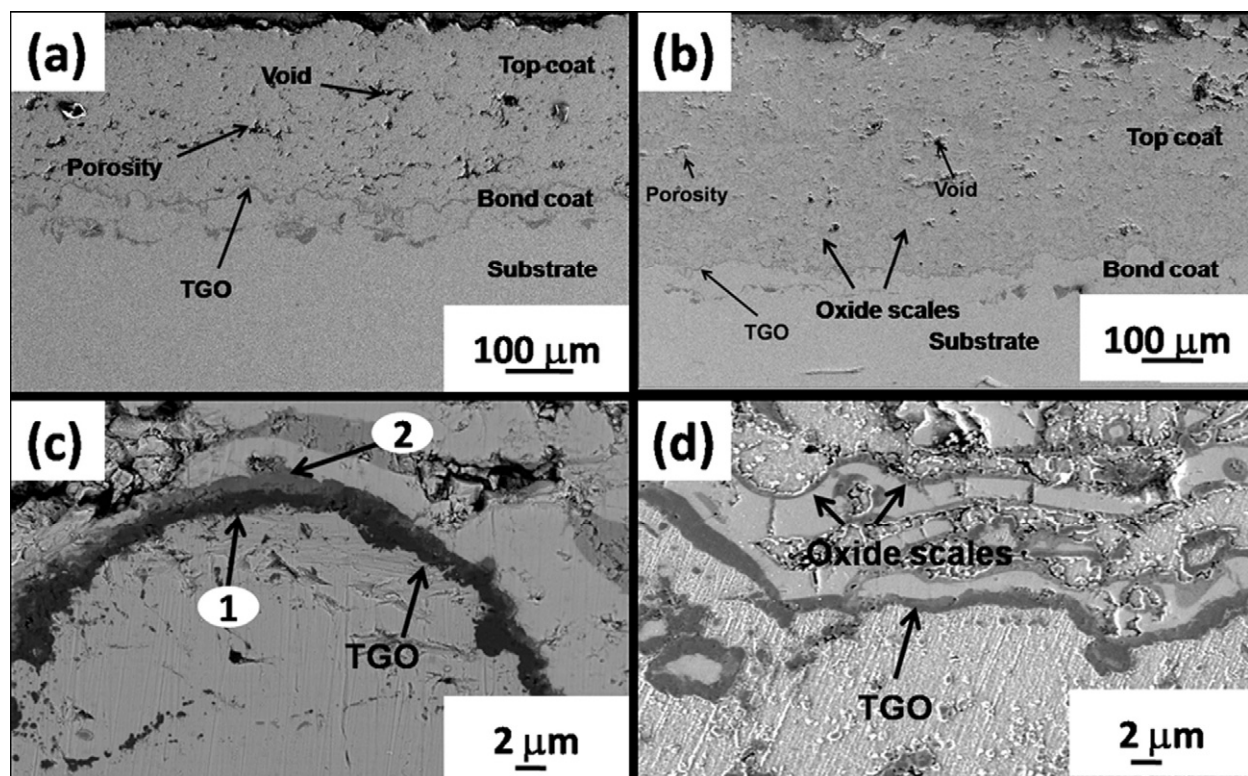 (a)
Void
Top coat
Porosity
Bond coat
TGO
Substrate
100 μm
(b)
Top coat
Porosity
Void
Bond coat
Oxide scales
TGO
Substrate
100 μm
(c)
2
1
TGO
2 μm
(d)
Oxide scales
TGO
2 μm